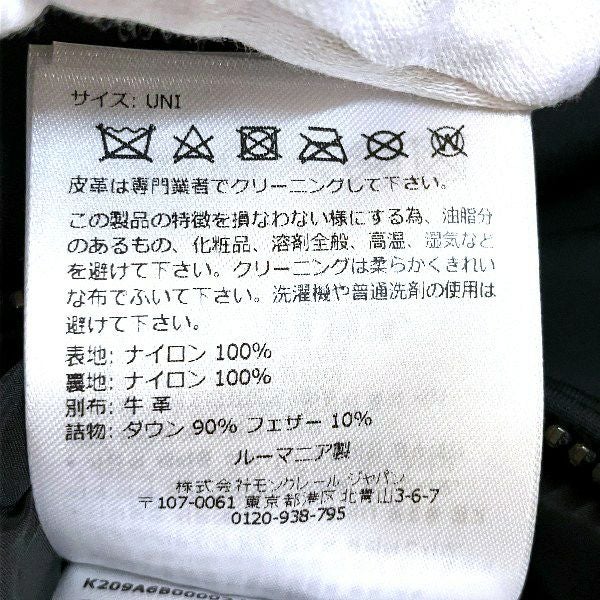 サイズ: UNI
皮革は専門業者でクリーニングして下さい。
この製品の特徴を損なわない様にする為、油脂分
のあるもの、化粧品、溶剤全般、高温、湿気など
を避けて下さい。クリーニングは柔らかくきれい
な布でふいて下さい。洗濯機や普通洗剤の使用は
避けて下さい。
表地: ナイロン 100%
裏地: ナイロン 100%
別布: 牛 革
詰物: ダウン 90% フェザー 10%
ルーマニア製
株式会社モンクレール ジャパン
〒107-0061 東京都港区北青山3-6-7
0120-938-795